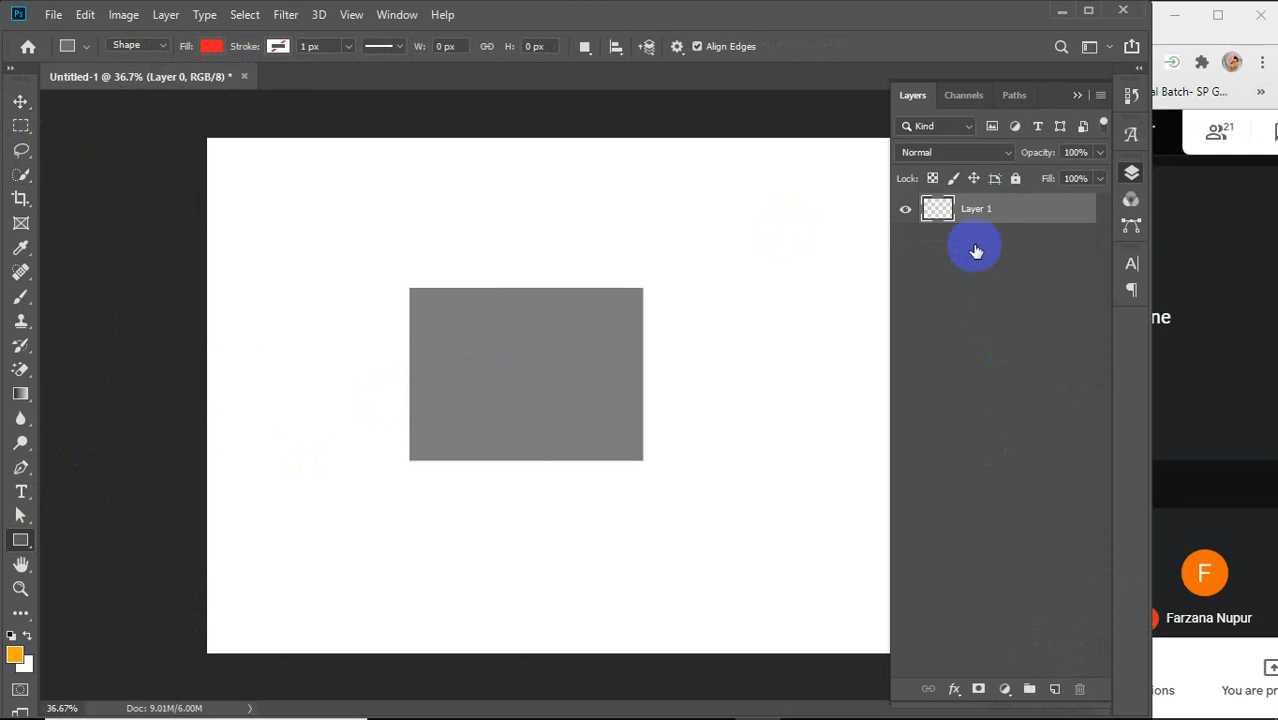 Ps File Edit Image Layer Type Select Filter 3D View Window Help
Shape Fill: Stroke: 1 px W: 0 px H: 0 px Align Edges
Untitled-1 @ 36.7% (Layer 0, RGB/8) * ×
Layers Channels Paths
Kind
Normal Opacity: 100%
Lock: Fill: 100%
Layer 1
fx
36.67% Doc: 9.01M/6.00M
al Batch- SP G... »
21
ne
F
Farzana Nupur
ions You are pr